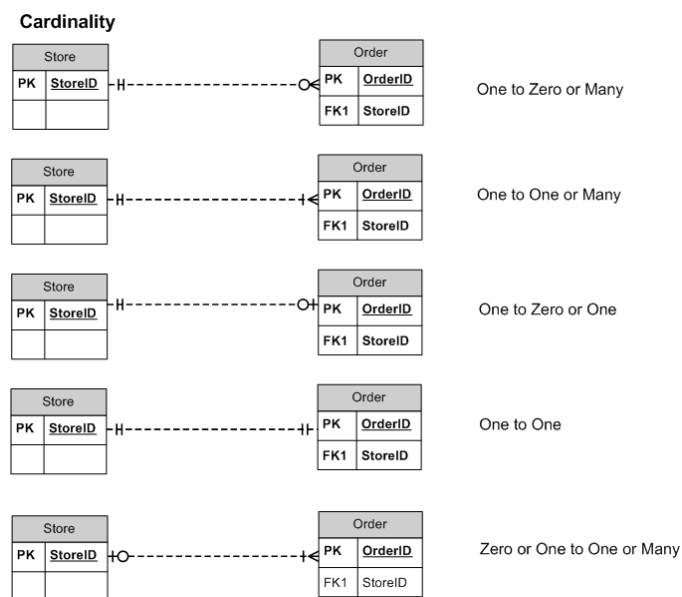 Cardinality
Store
Order
PK StoreID
PK OrderID
FK1 StoreID
One to Zero or Many
Store
Order
PK StoreID
PK OrderID
FK1 StoreID
One to One or Many
Store
Order
PK StoreID
PK OrderID
FK1 StoreID
One to Zero or One
Store
Order
PK StoreID
PK OrderID
FK1 StoreID
One to One
Store
Order
PK StoreID
PK OrderID
FK1 StoreID
Zero or One to One or Many